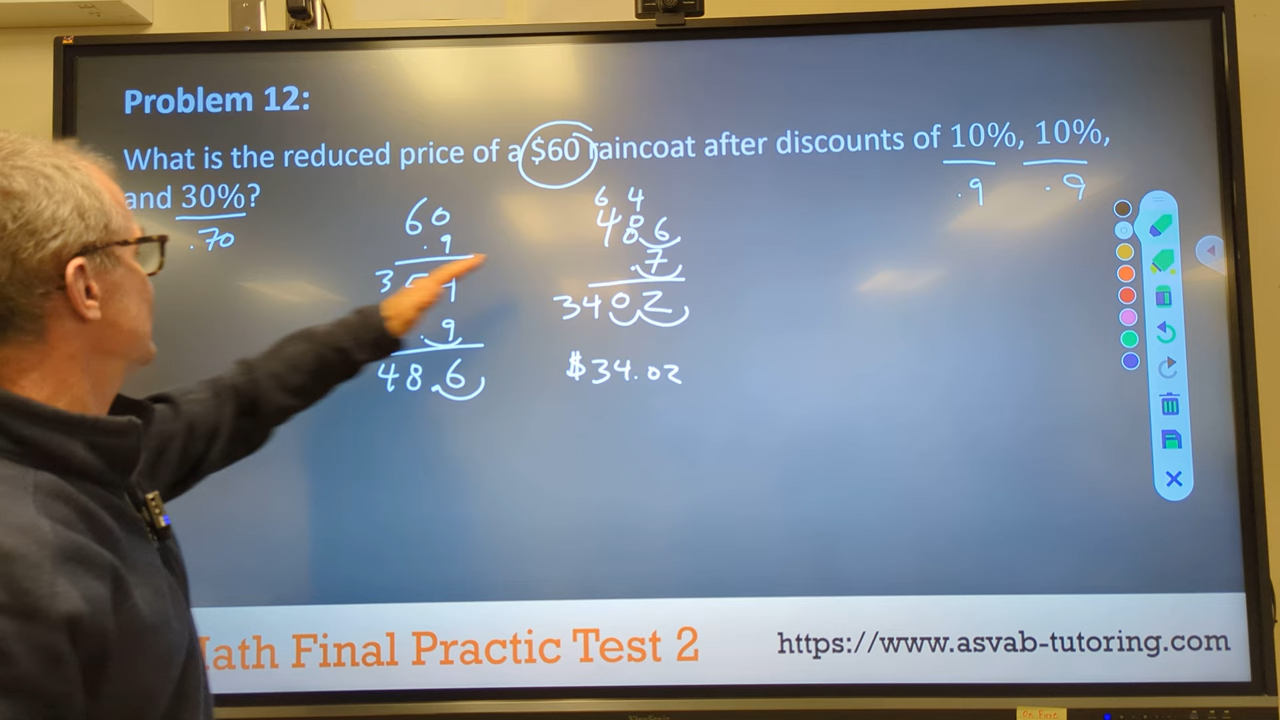 Problem 12:
What is the reduced price of a $60 raincoat after discounts of 10%, 10%,
and 30%?
.9 .9
.70
60
.9
.9
48.6
6 4
48 6
.7
3402
$34.02
Math Final Practic Test 2
https://www.asvab-tutoring.com